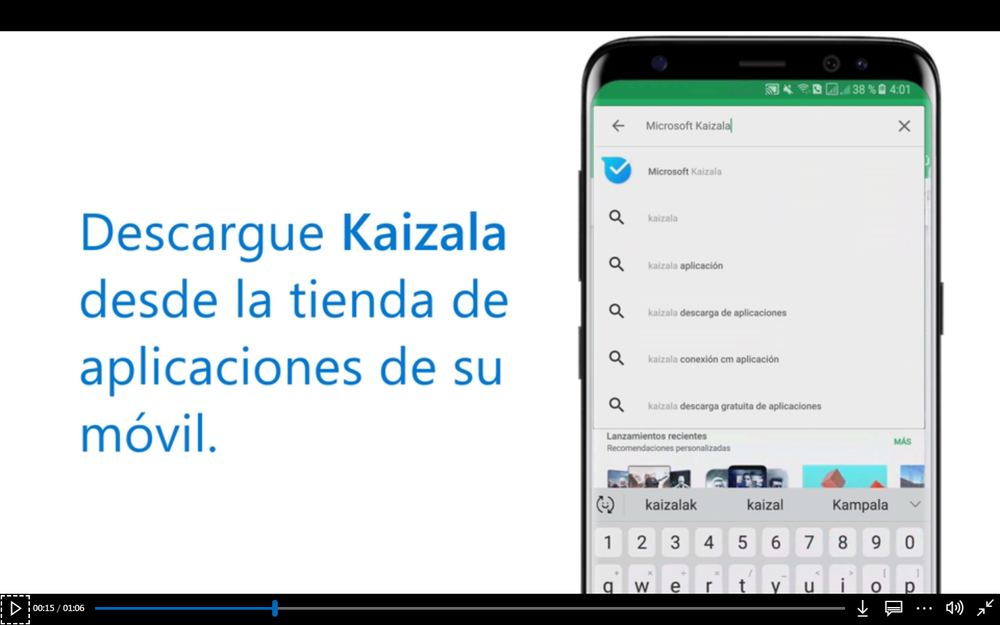 38 % 4:01
Microsoft Kaizala
Microsoft Kaizala
kaizala
kaizala aplicación
kaizala descarga de aplicaciones
kaizala conexión cm aplicación
kaizala descarga gratuita de aplicaciones
Descargue Kaizala
desde la tienda de
aplicaciones de su
móvil.
Lanzamientos recientes
Recomendaciones personalizadas
MÁS
kaizalak kaizal Kampala
1 2 3 4 5 6 7 8 9 0
+ × ÷ = / _ < > [ ]
q w e r t y u i o p
00:15 / 01:06